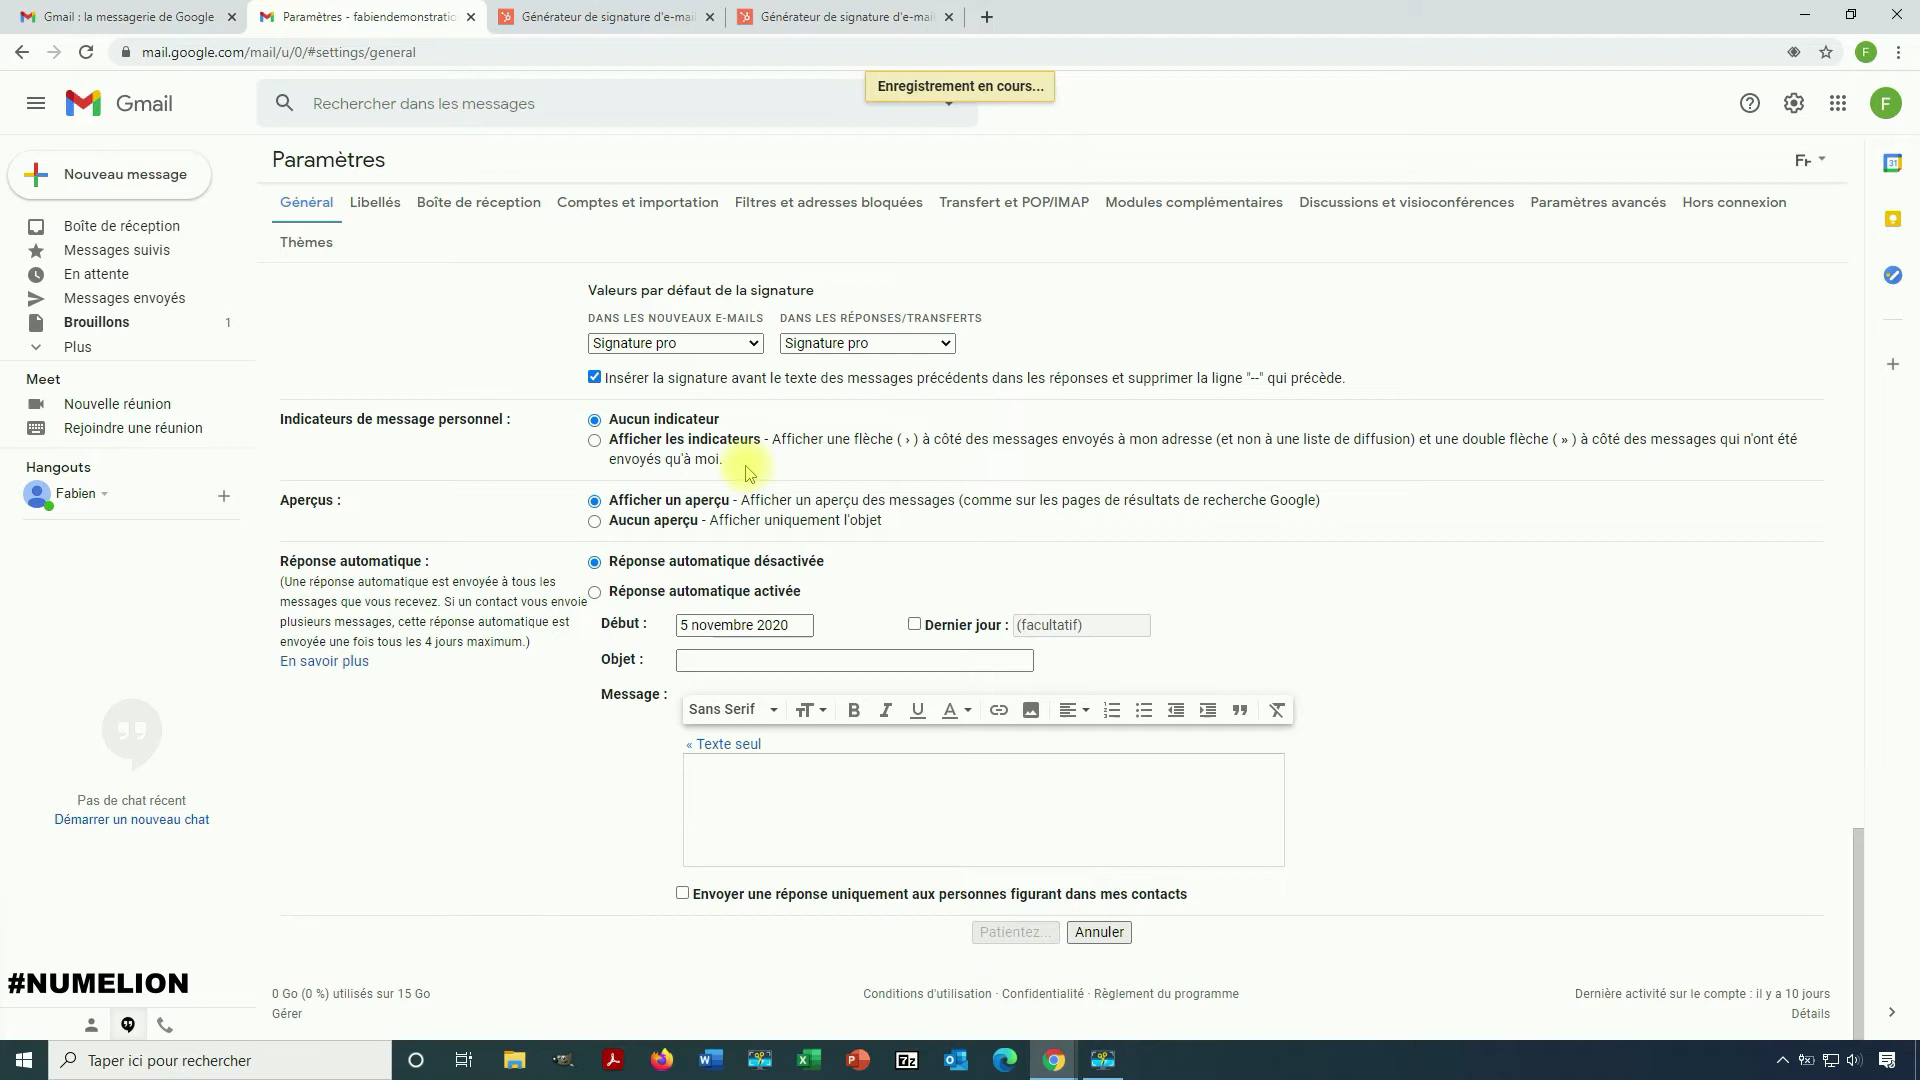 Gmail : la messagerie de Google
Paramètres - fabiendemonstratio
Générateur de signature d'e-mai
Générateur de signature d'e-mai
mail.google.com/mail/u/0/#settings/general
F
Enregistrement en cours...
Gmail
Rechercher dans les messages
F
Paramètres
Nouveau message
31
Général
Libellés
Boîte de réception
Comptes et importation
Filtres et adresses bloquées
Transfert et POP/IMAP
Modules complémentaires
Discussions et visioconférences
Paramètres avancés
Hors connexion
Thèmes
Boîte de réception
Messages suivis
En attente
Messages envoyés
Brouillons 1
Plus
Meet
Nouvelle réunion
Rejoindre une réunion
Hangouts
Fabien
Pas de chat récent
Démarrer un nouveau chat
Valeurs par défaut de la signature
DANS LES NOUVEAUX E-MAILS DANS LES RÉPONSES/TRANSFERTS
Signature pro Signature pro
Insérer la signature avant le texte des messages précédents dans les réponses et supprimer la ligne "--" qui précède.
Indicateurs de message personnel :
Aucun indicateur
Afficher les indicateurs - Afficher une flèche ( › ) à côté des messages envoyés à mon adresse (et non à une liste de diffusion) et une double flèche ( » ) à côté des messages qui n'ont été
envoyés qu'à moi.
Aperçus :
Afficher un aperçu - Afficher un aperçu des messages (comme sur les pages de résultats de recherche Google)
Aucun aperçu - Afficher uniquement l'objet
Réponse automatique :
(Une réponse automatique est envoyée à tous les
messages que vous recevez. Si un contact vous envoie
plusieurs messages, cette réponse automatique est
envoyée une fois tous les 4 jours maximum.)
En savoir plus
Réponse automatique désactivée
Réponse automatique activée
Début : 5 novembre 2020 Dernier jour : (facultatif)
Objet :
Message :
Sans Serif
« Texte seul
Envoyer une réponse uniquement aux personnes figurant dans mes contacts
Patientez... Annuler
#NUMELION
0 Go (0 %) utilisés sur 15 Go
Gérer
Conditions d'utilisation · Confidentialité · Règlement du programme
Dernière activité sur le compte : il y a 10 jours
Détails
Taper ici pour rechercher